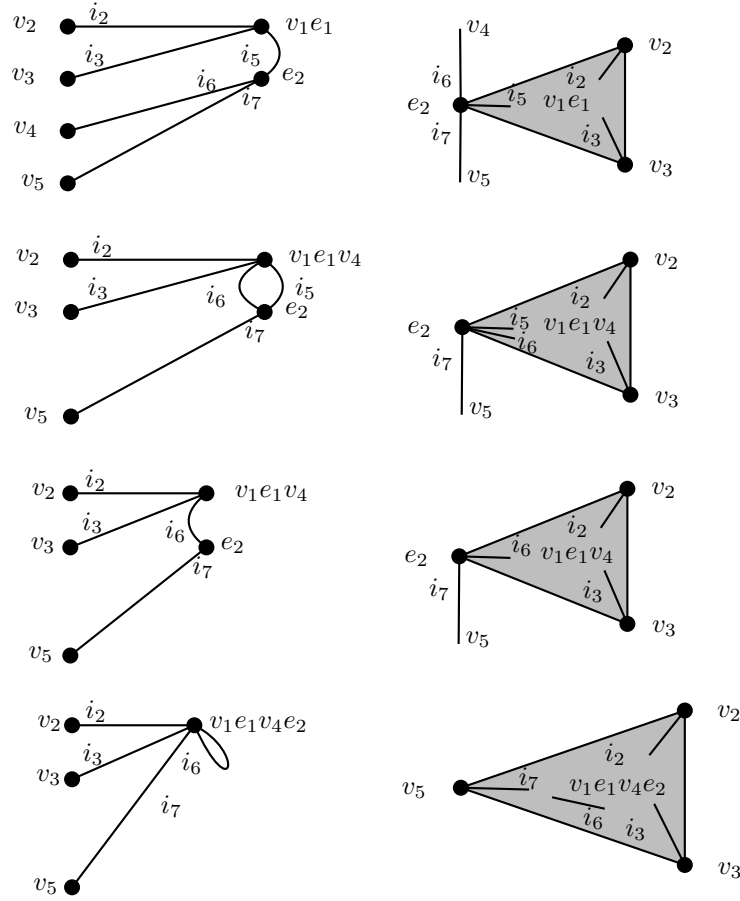 v₂ i₂ v₁e₁
v₃ i₃ i₅
i₆ e₂
v₄ i₇
v₅
v₄
v₂
i₆ i₂
e₂ i₅ v₁e₁
i₇ i₃
v₅ v₃
v₂ i₂ v₁e₁v₄
v₃ i₃ i₆ i₅
e₂
i₇
v₅
v₂
i₂
e₂ i₅ v₁e₁v₄
i₆
i₇ i₃
v₅ v₃
v₂ i₂ v₁e₁v₄
i₃ i₆
v₃ e₂
i₇
v₅
v₂
i₂
e₂ i₆ v₁e₁v₄
i₇ i₃
v₅ v₃
v₂ i₂ v₁e₁v₄e₂
v₃ i₃ i₆
i₇
v₅
v₂
i₂
v₅ i₇ v₁e₁v₄e₂
i₆ i₃
v₃